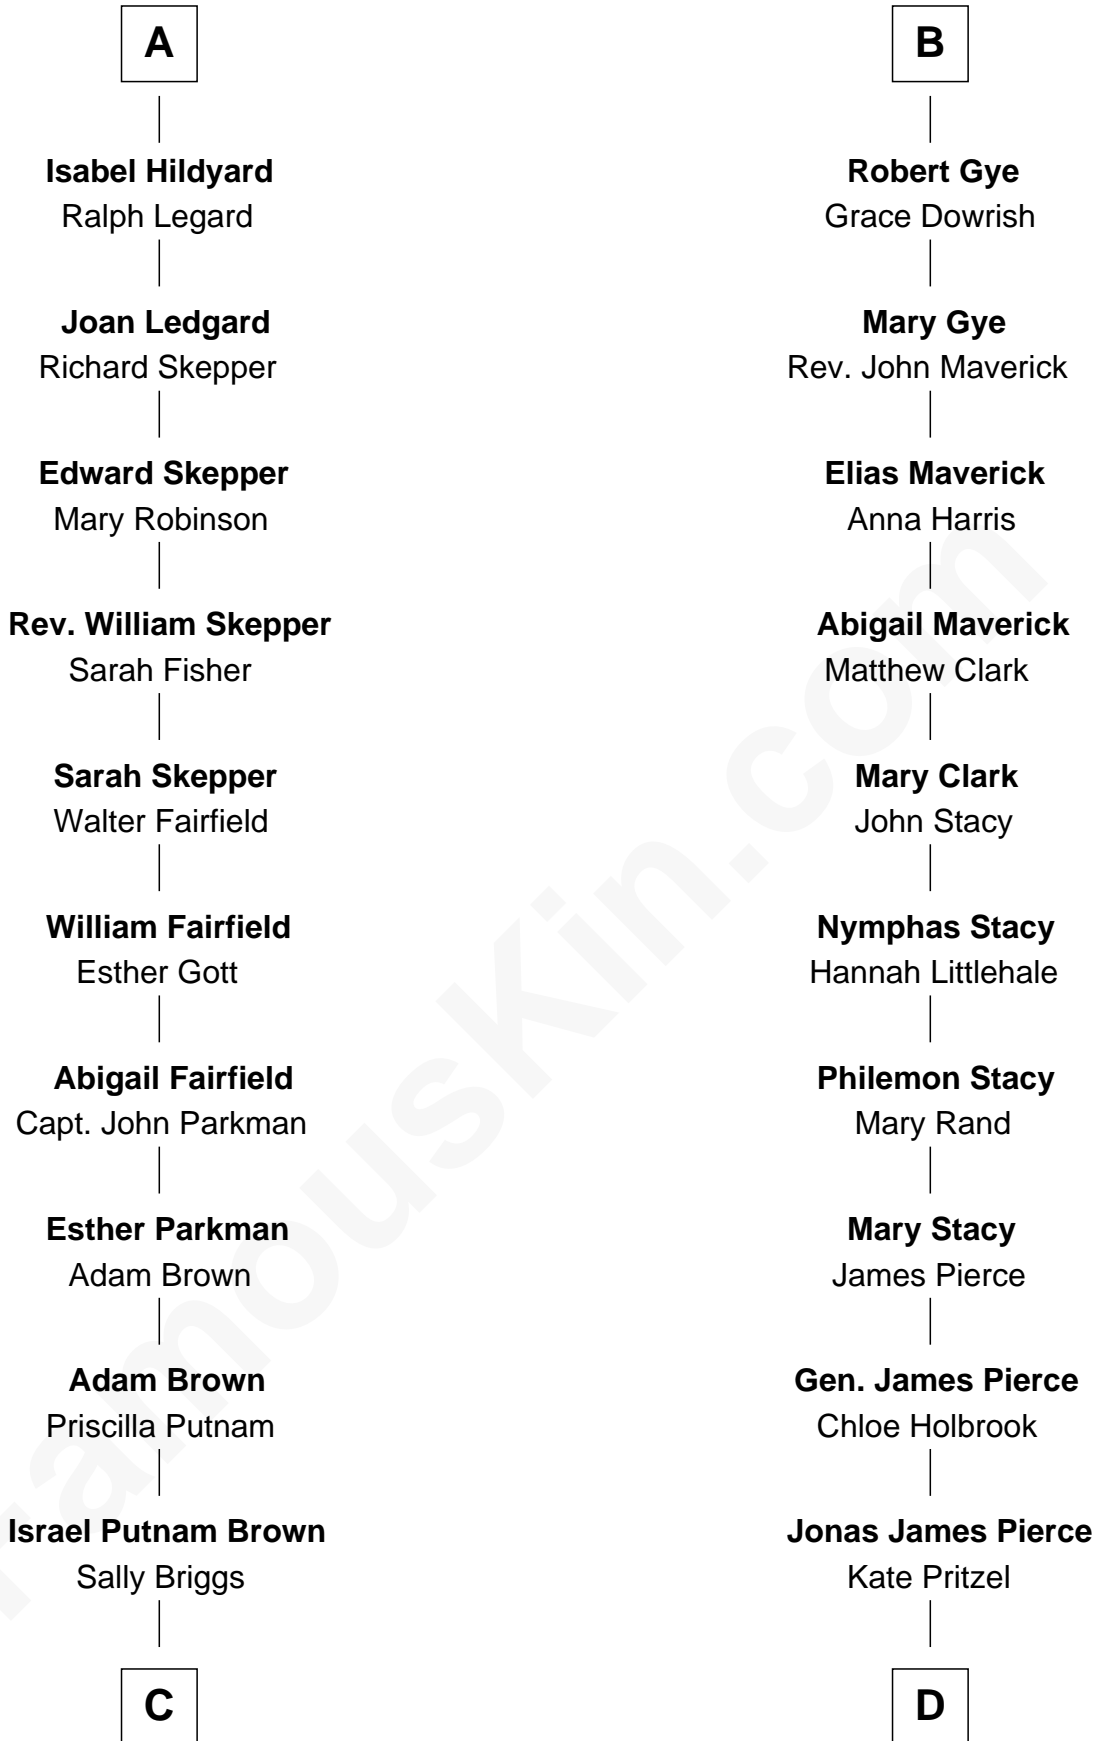 A
Isabel Hildyard
Ralph Legard
Joan Ledgard
Richard Skepper
Edward Skepper
Mary Robinson
Rev. William Skepper
Sarah Fisher
Sarah Skepper
Walter Fairfield
William Fairfield
Esther Gott
Abigail Fairfield
Capt. John Parkman
Esther Parkman
Adam Brown
Adam Brown
Priscilla Putnam
Israel Putnam Brown
Sally Briggs
C
B
Robert Gye
Grace Dowrish
Mary Gye
Rev. John Maverick
Elias Maverick
Anna Harris
Abigail Maverick
Matthew Clark
Mary Clark
John Stacy
Nymphas Stacy
Hannah Littlehale
Philemon Stacy
Mary Rand
Mary Stacy
James Pierce
Gen. James Pierce
Chloe Holbrook
Jonas James Pierce
Kate Pritzel
D
FamousKin.com